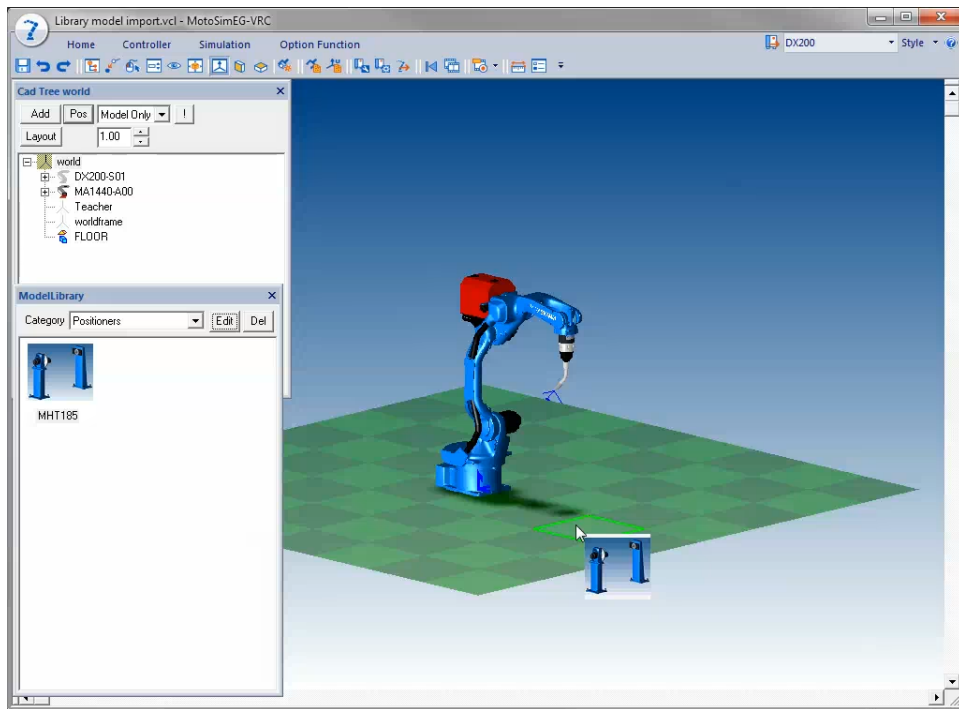 Library model import.vcl - MotoSimEG-VRC
Home Controller Simulation Option Function
DX200 Style
Cad Tree world
Add Pos Model Only !
Layout 1.00
world
DX200-S01
MA1440-A00
Teacher
worldframe
FLOOR
ModelLibrary
Category Positioners Edit Del
MHT185